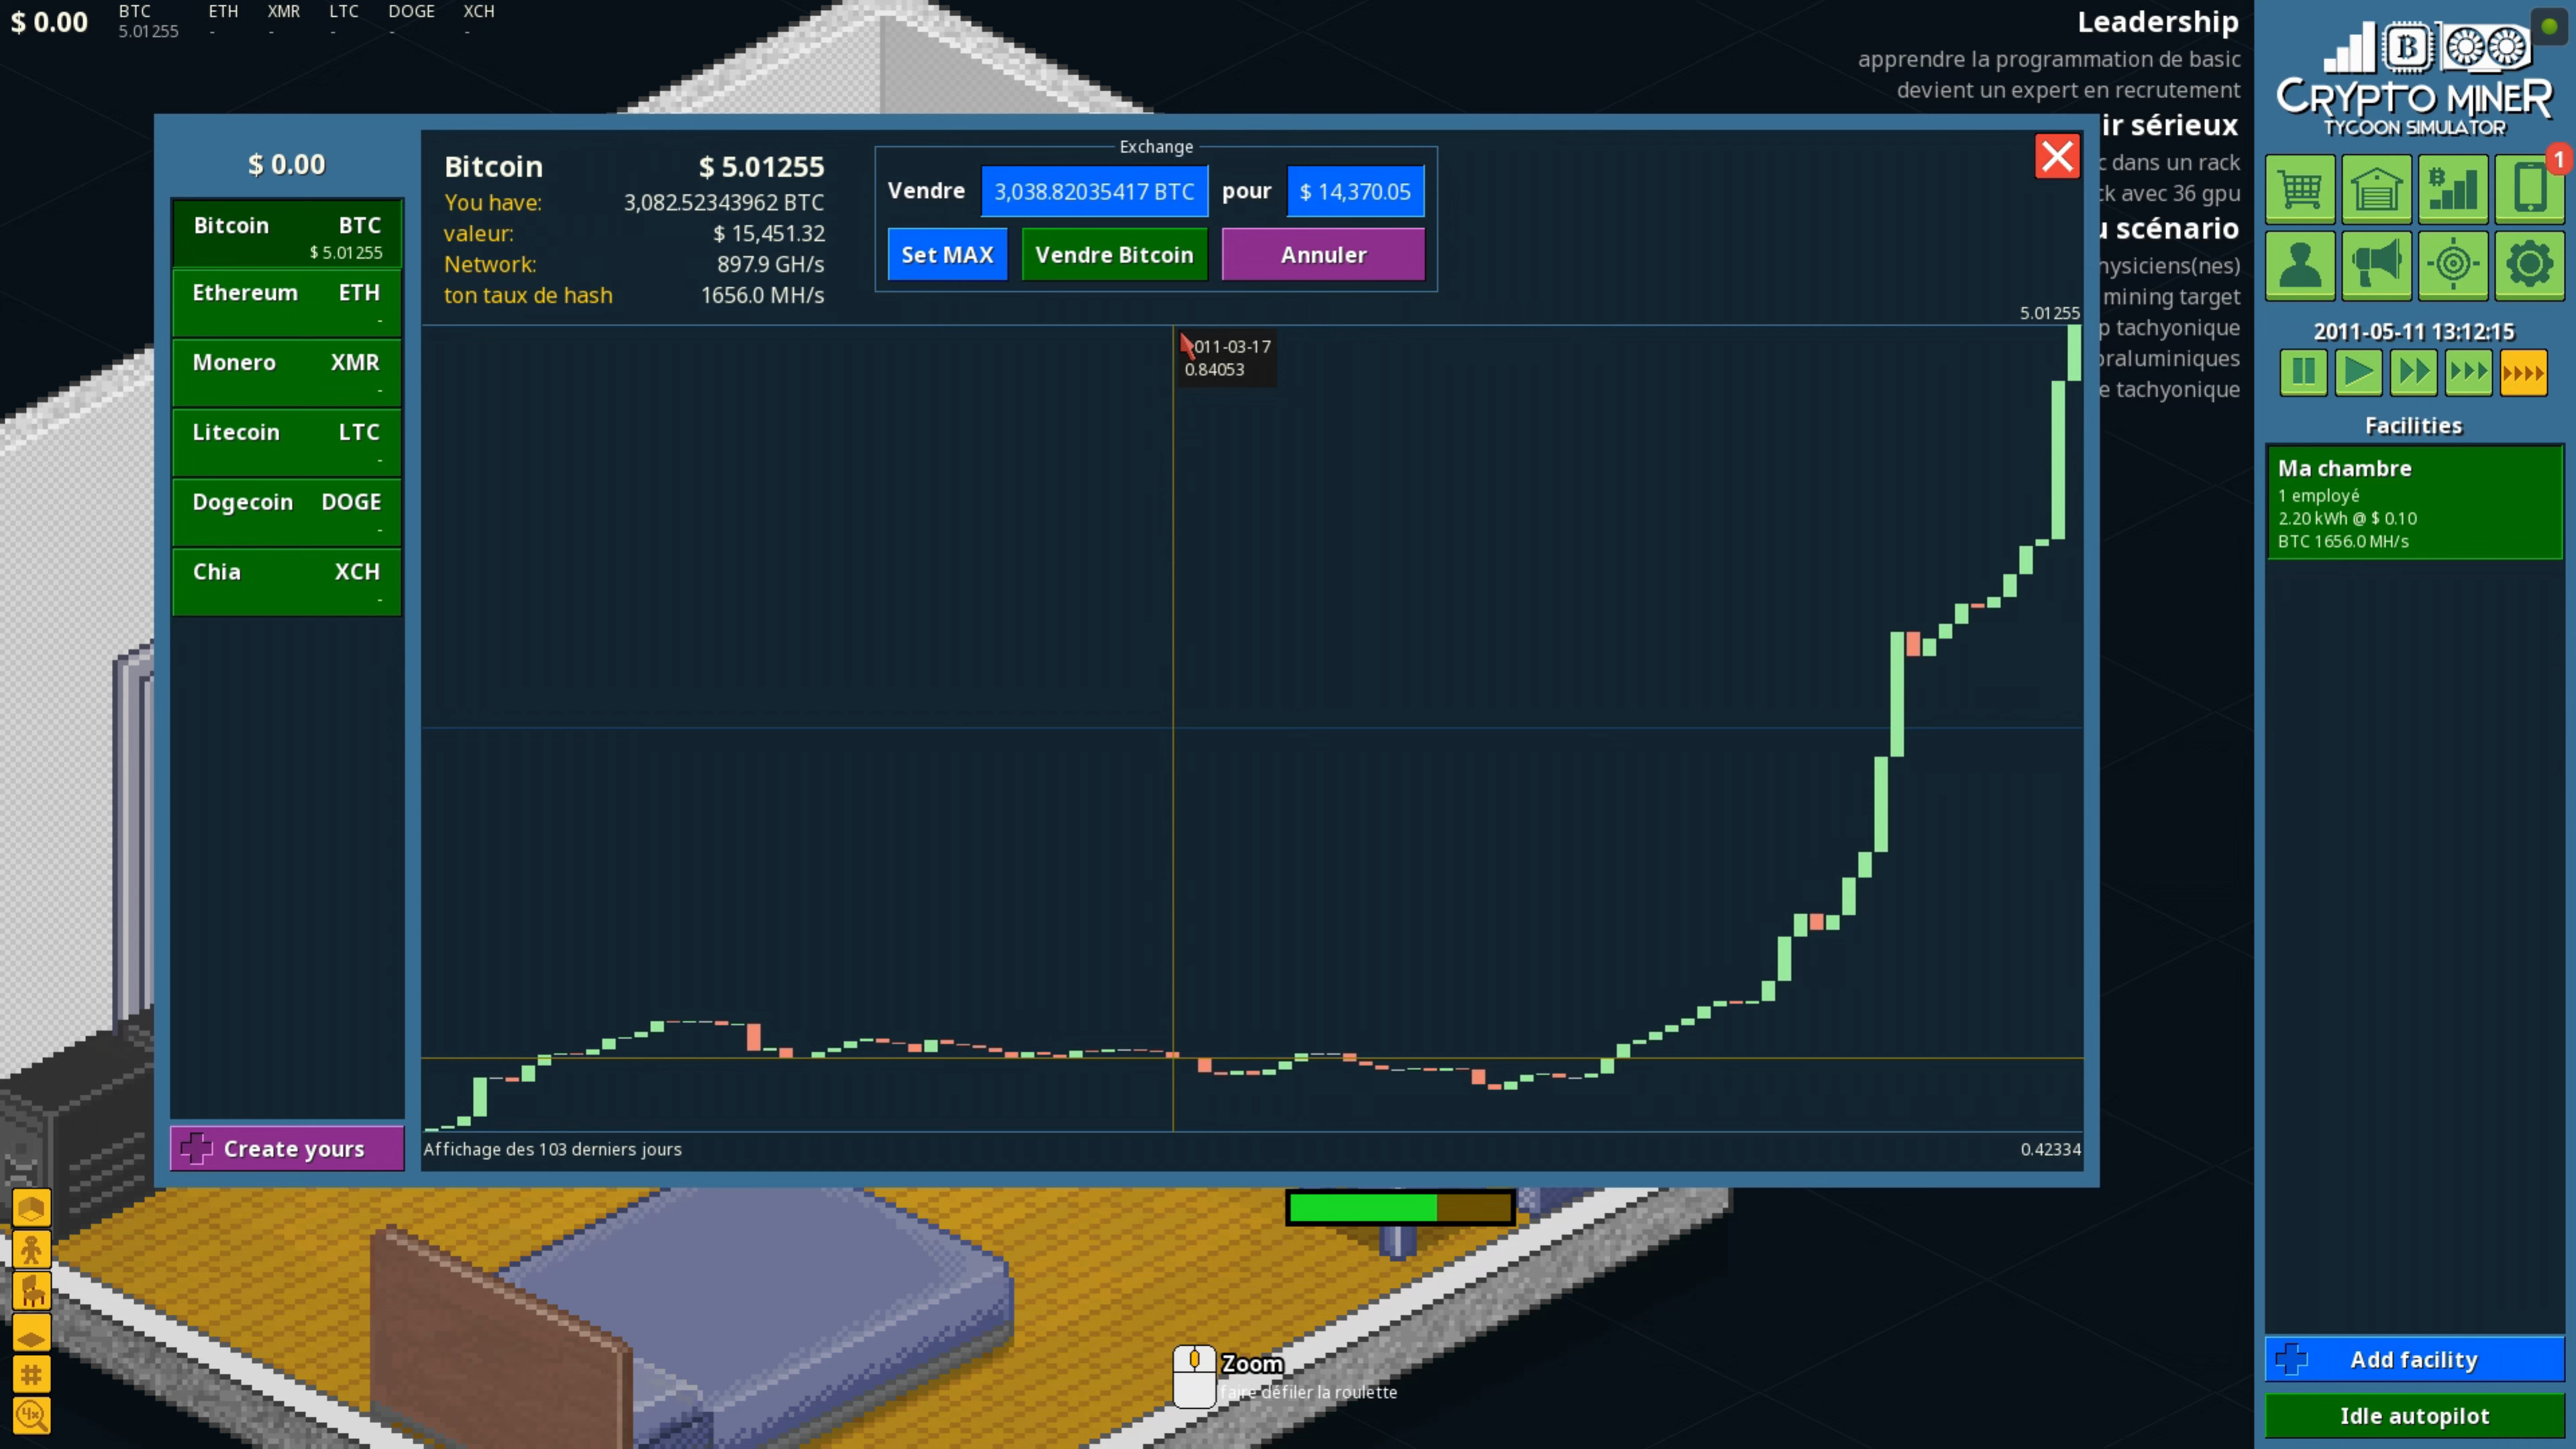 $ 0.00 BTC ETH XMR LTC DOGE XCH
5.01255 - - - - -
Leadership
apprendre la programmation de basic
devient un expert en recrutement
ir sérieux
c dans un rack
ck avec 36 gpu
u scénario
hysiciens(nes)
mining target
p tachyonique
praluminiques
e tachyonique
CRYPTO MINER
TYCOON SIMULATOR
1
2011-05-11 13:12:15
Facilities
Ma chambre
1 employé
2.20 kWh @ $ 0.10
BTC 1656.0 MH/s
Add facility
Idle autopilot
$ 0.00
Bitcoin BTC
$ 5.01255
Ethereum ETH
-
Monero XMR
-
Litecoin LTC
-
Dogecoin DOGE
-
Chia XCH
-
Create yours
Bitcoin $ 5.01255
You have: 3,082.52343962 BTC
valeur: $ 15,451.32
Network: 897.9 GH/s
ton taux de hash 1656.0 MH/s
Exchange
Vendre 3,038.82035417 BTC pour $ 14,370.05
Set MAX Vendre Bitcoin Annuler
5.01255
011-03-17
0.84053
Affichage des 103 derniers jours 0.42334
Zoom
faire défiler la roulette
4x